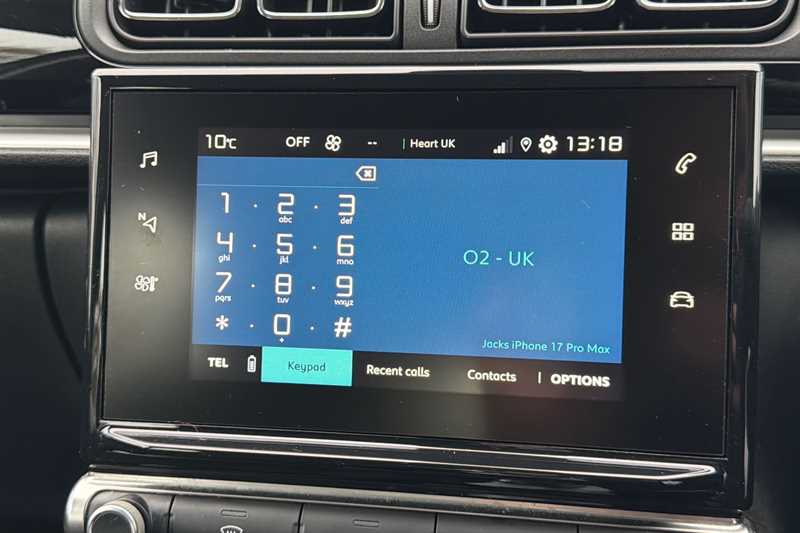 10°C OFF -- Heart UK 13:18
N
1 2 3
abc def
4 5 6
ghi jkl mno
7 8 9
pqrs tuv wxyz
* 0 #
+
O2 - UK
Jacks iPhone 17 Pro Max
TEL Keypad Recent calls Contacts OPTIONS